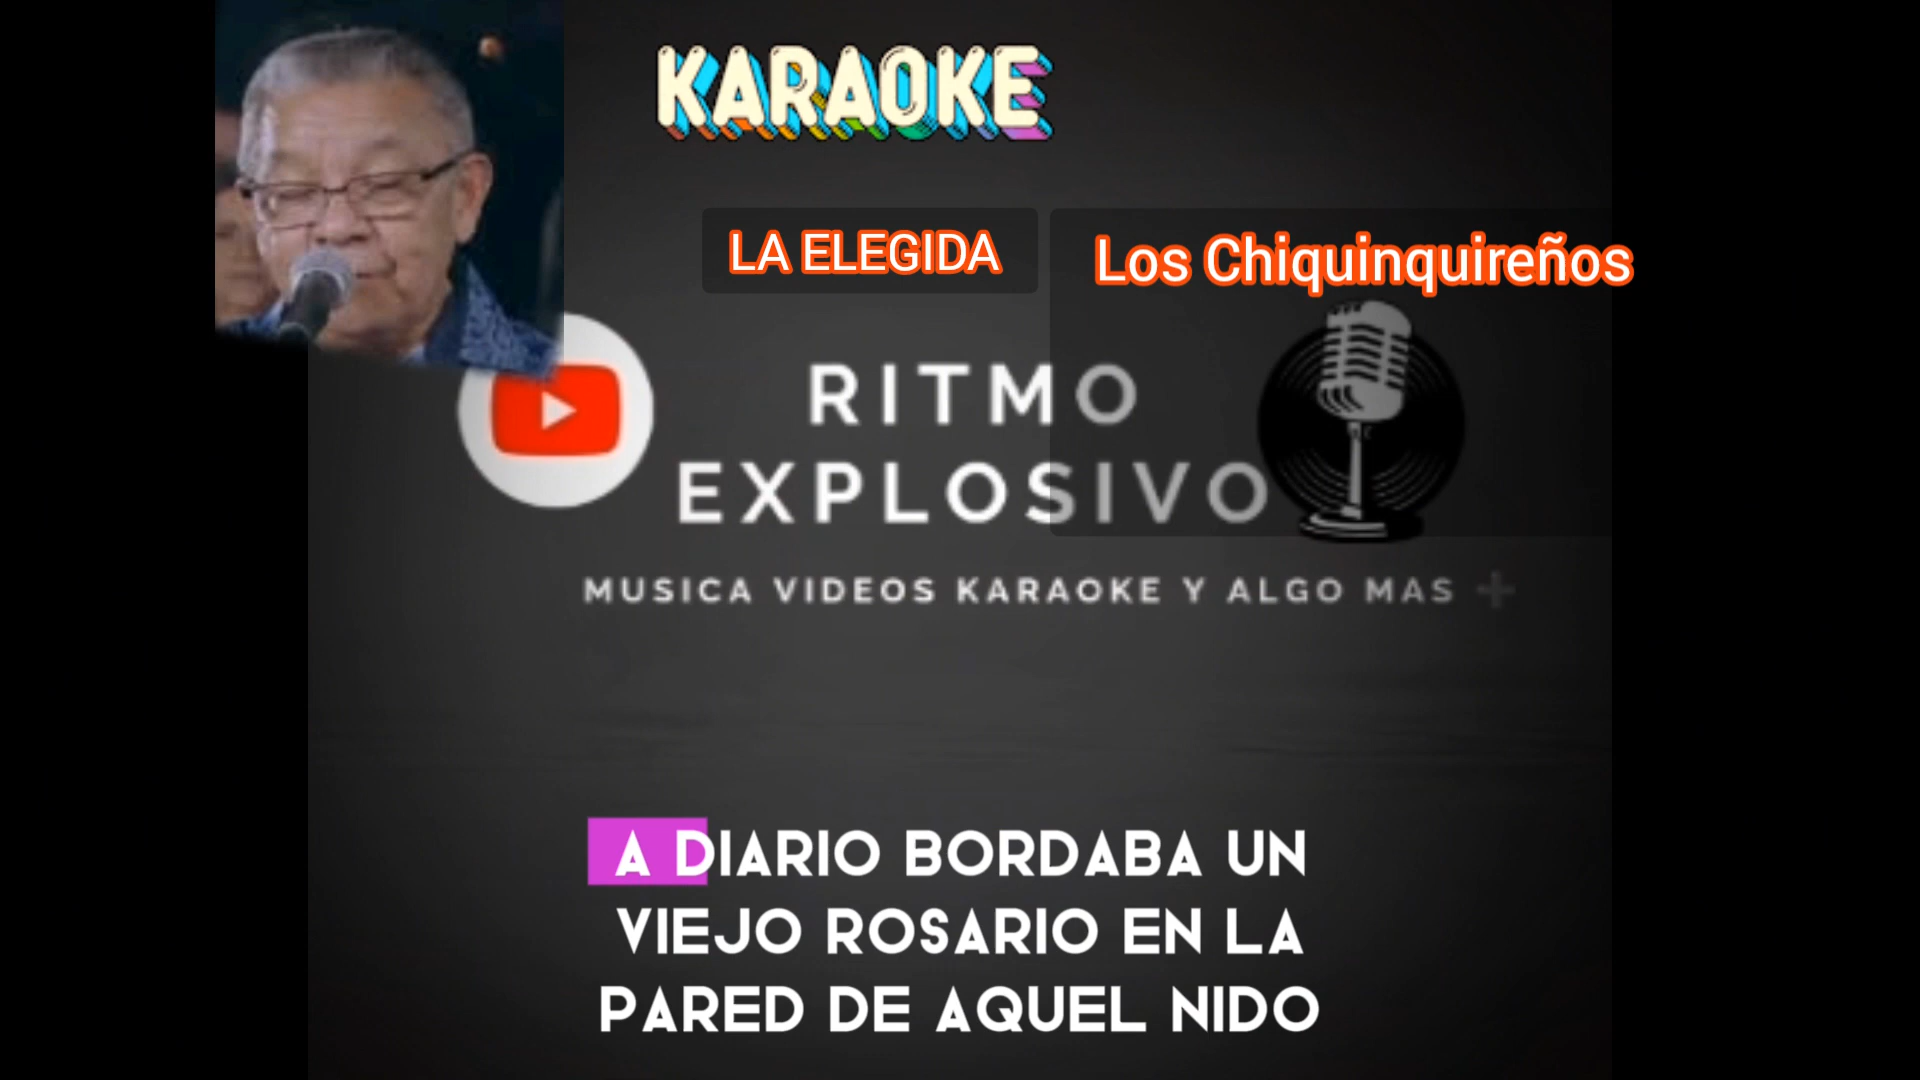 KARAOKE
LA ELEGIDA
Los Chiquinquireños
RITMO
EXPLOSIVO
MUSICA VIDEOS KARAOKE Y ALGO MAS +
A DIARIO BORDABA UN
VIEJO ROSARIO EN LA
PARED DE AQUEL NIDO